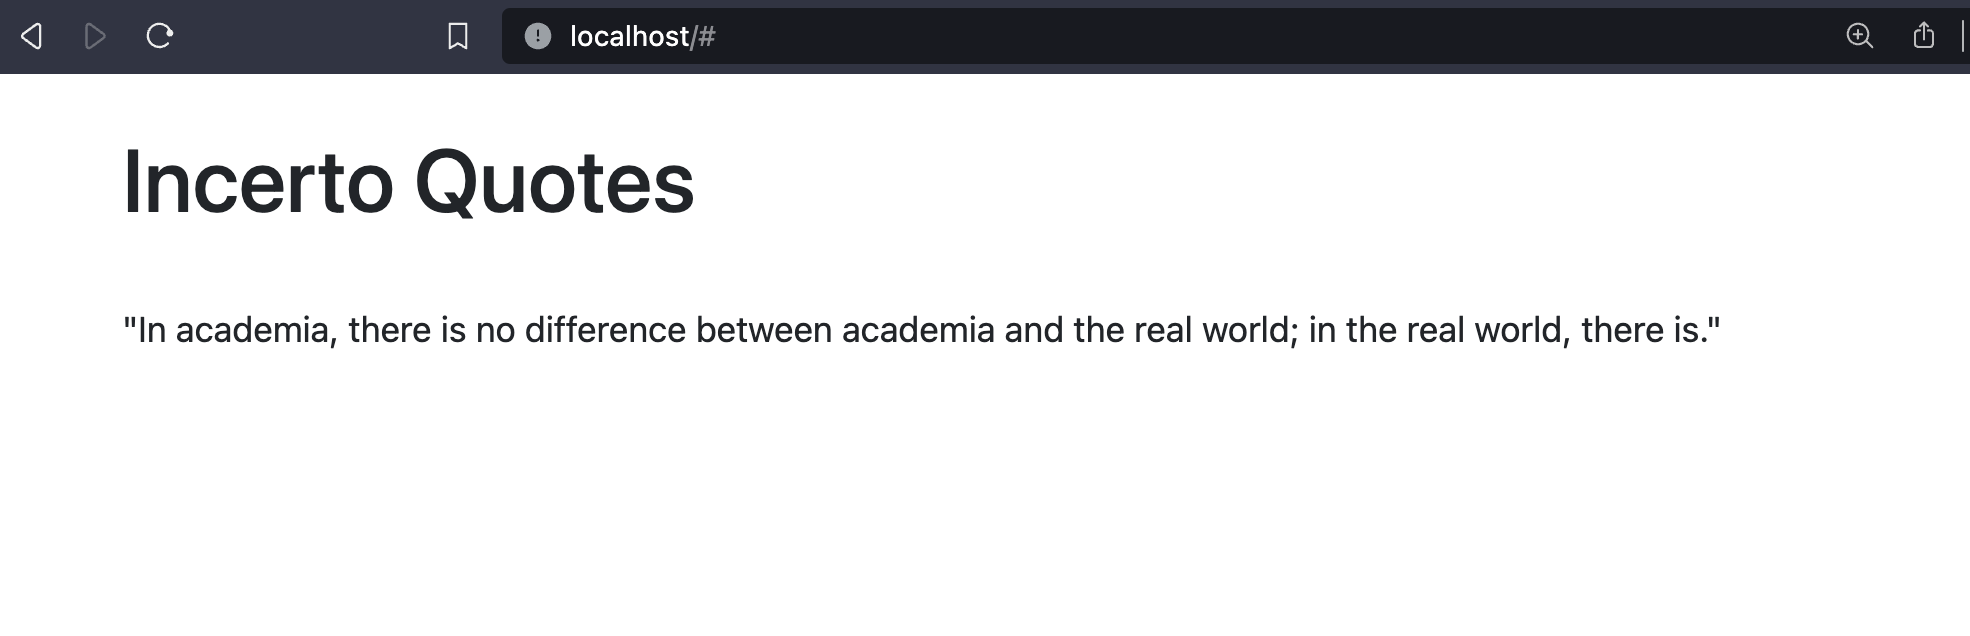 localhost/#
Incerto Quotes
"In academia, there is no difference between academia and the real world; in the real world, there is."